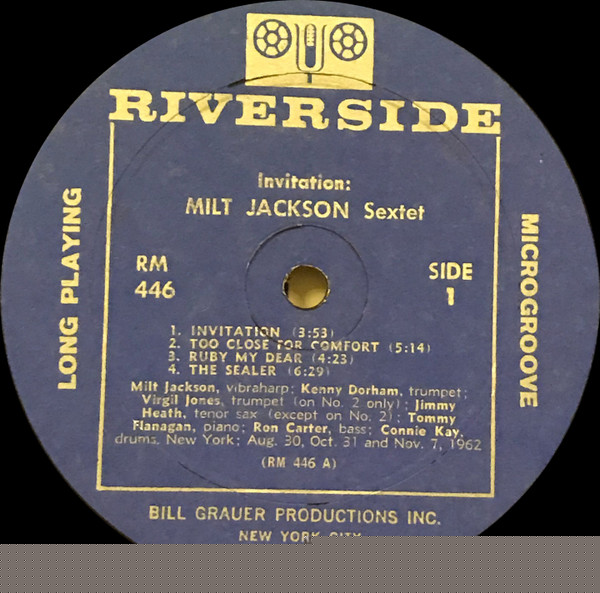 RIVERSIDE
Invitation:
MILT JACKSON Sextet
LONG PLAYING
RM
446
SIDE
1
MICROGROOVE
1. INVITATION (3:53)
2. TOO CLOSE FOR COMFORT (5:14)
3. RUBY MY DEAR (4:23)
4. THE SEALER (6:29)
Milt Jackson, vibraharp; Kenny Dorham, trumpet;
Virgil Jones, trumpet (on No. 2 only); Jimmy
Heath, tenor sax (except on No. 2); Tommy
Flanagan, piano; Ron Carter, bass; Connie Kay,
drums. New York; Aug. 30, Oct. 31 and Nov. 7, 1962
(RM 446 A)
BILL GRAUER PRODUCTIONS INC.
NEW YORK CITY